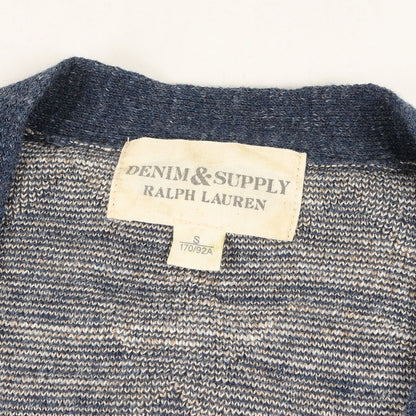 DENIM & SUPPLY
RALPH LAUREN
S
170/92A